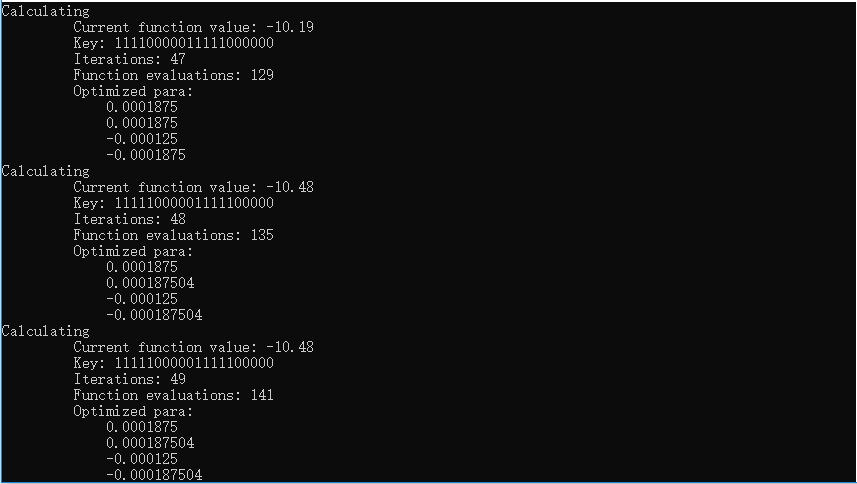 Calculating
Current function value: -10.19
Key: 11110000011111000000
Iterations: 47
Function evaluations: 129
Optimized para:
0.0001875
0.0001875
-0.000125
-0.0001875
Calculating
Current function value: -10.48
Key: 11111000001111100000
Iterations: 48
Function evaluations: 135
Optimized para:
0.0001875
0.000187504
-0.000125
-0.000187504
Calculating
Current function value: -10.48
Key: 11111000001111100000
Iterations: 49
Function evaluations: 141
Optimized para:
0.0001875
0.000187504
-0.000125
-0.000187504